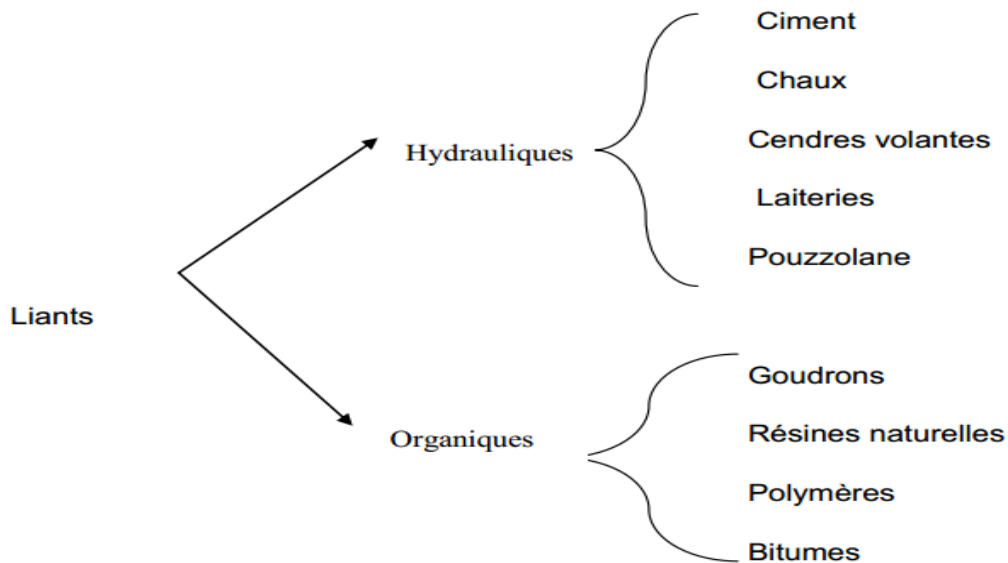 Liants
Hydrauliques
Ciment
Chaux
Cendres volantes
Laiteries
Pouzzolane
Organiques
Goudrons
Résines naturelles
Polymères
Bitumes